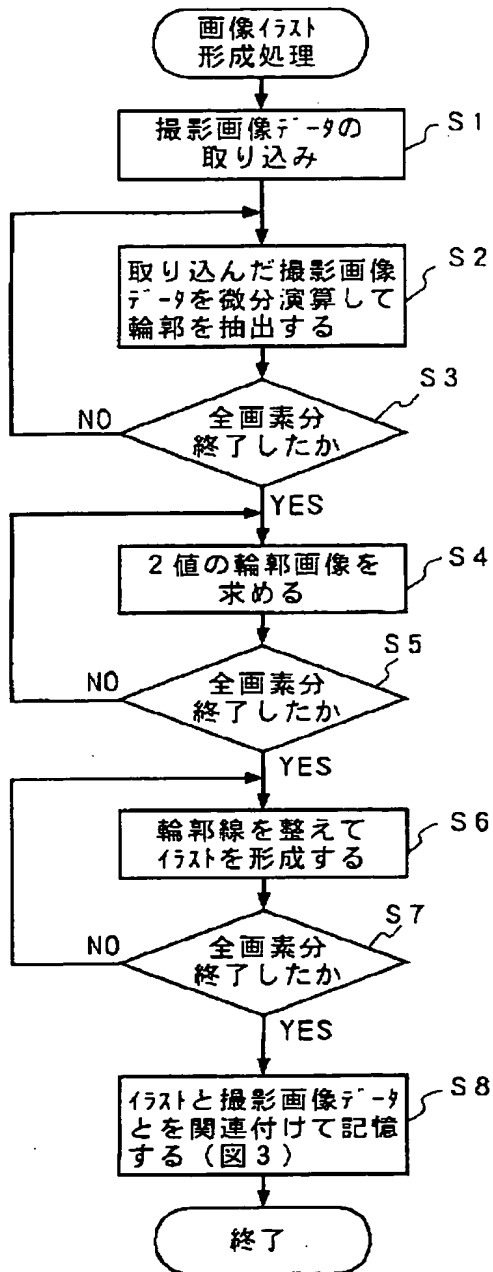 画像イラスト
形成処理
撮影画像データの
取り込み
S1
取り込んだ撮影画像
データを微分演算して
輪郭を抽出する
S2
全画素分
終了したか
S3
NO
YES
2値の輪郭画像を
求める
S4
全画素分
終了したか
S5
NO
YES
輪郭線を整えて
イラストを形成する
S6
全画素分
終了したか
S7
NO
YES
イラストと撮影画像データ
とを関連付けて記憶
する(図3)
S8
終了